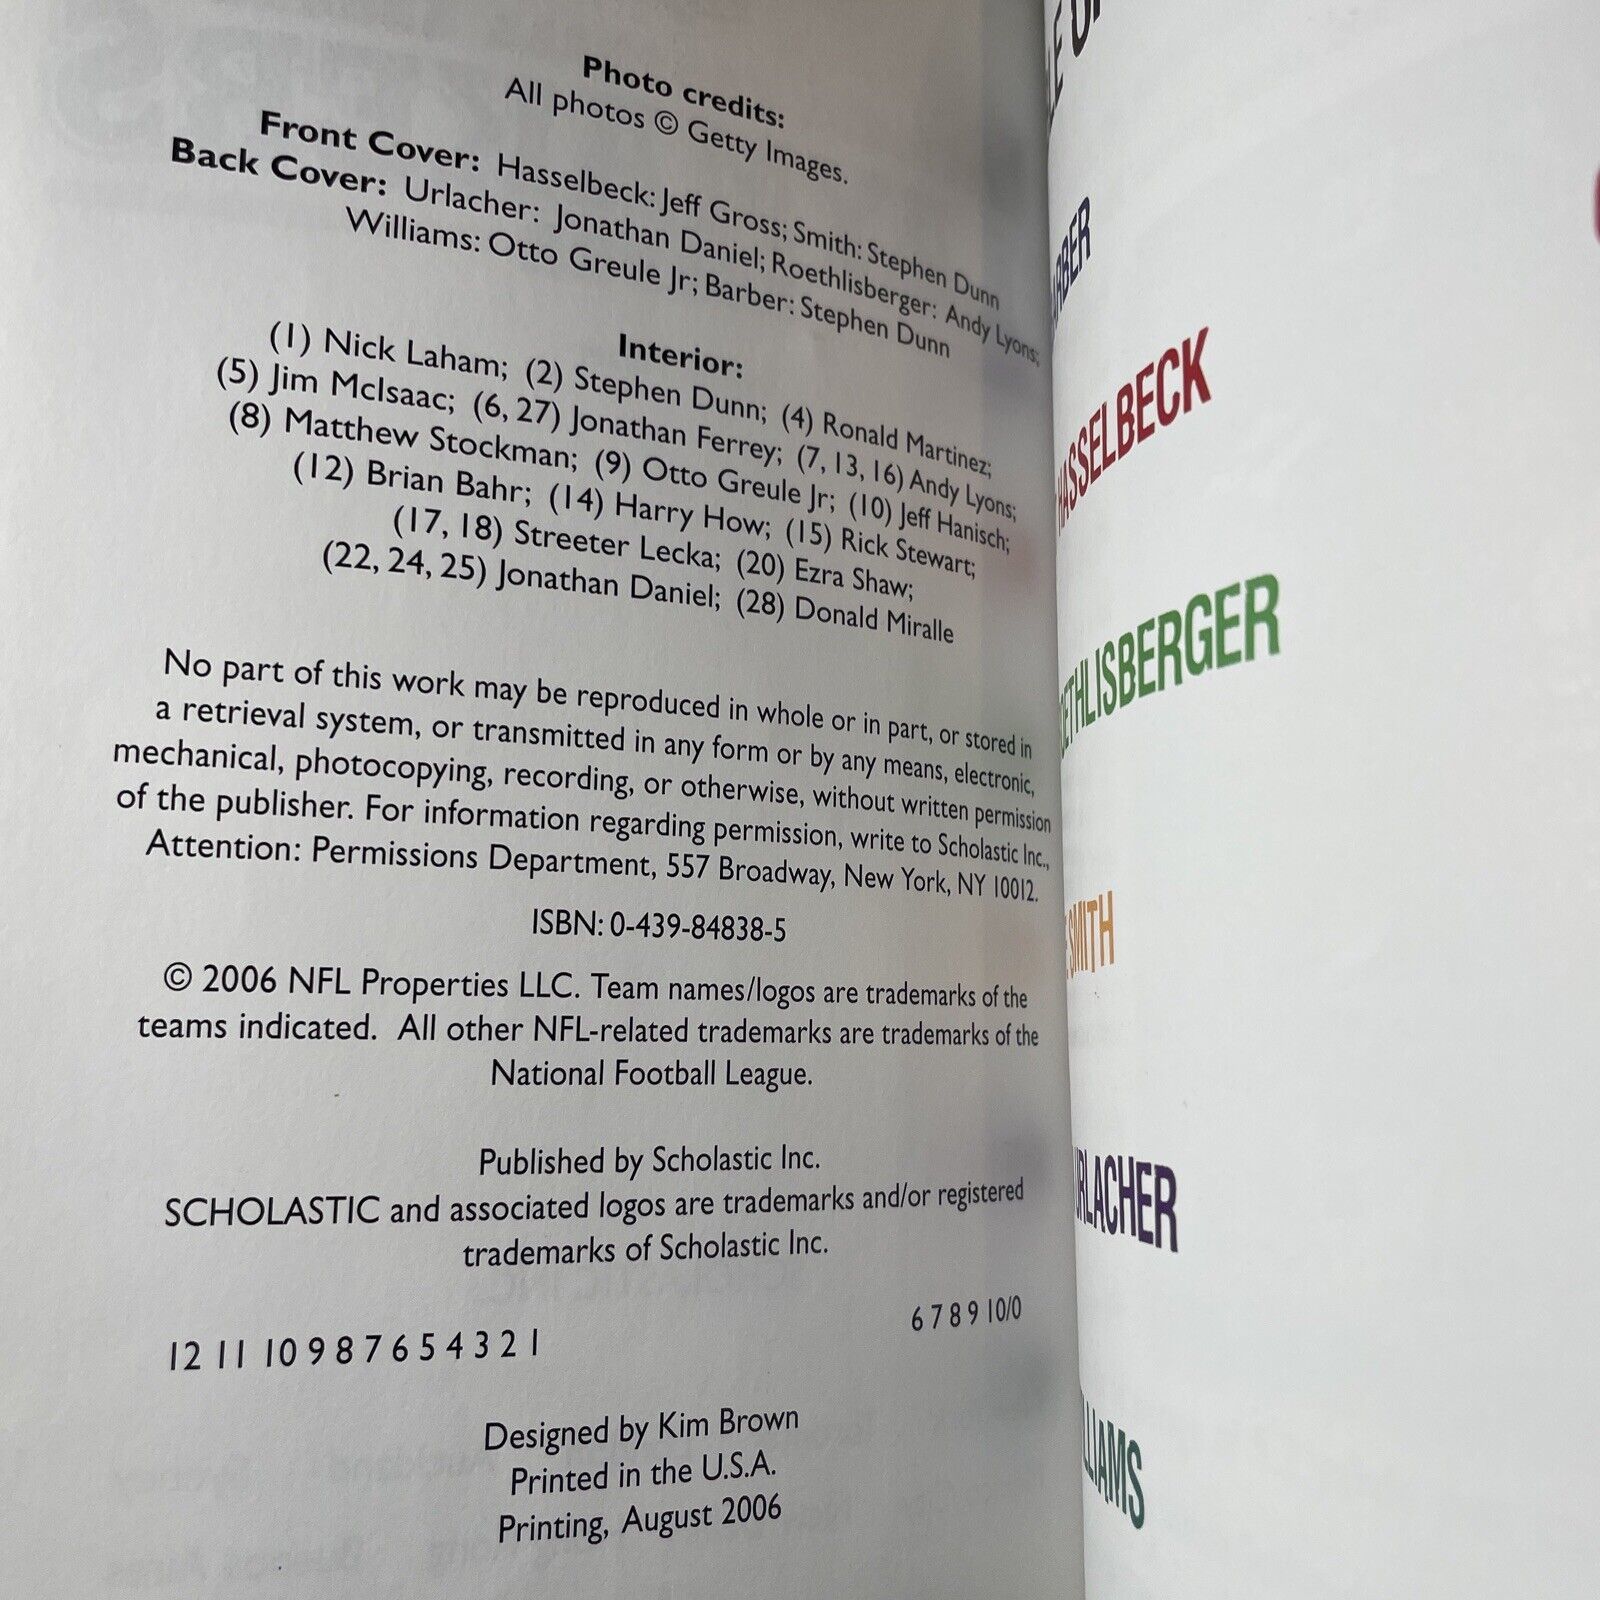 Photo credits:
All photos © Getty Images.
Front Cover: Hasselbeck: Jeff Gross; Smith: Stephen Dunn
Back Cover: Urlacher: Jonathan Daniel; Roethlisberger: Andy Lyons;
Williams: Otto Greule Jr; Barber: Stephen Dunn
Interior:
(1) Nick Laham; (2) Stephen Dunn; (4) Ronald Martinez;
(5) Jim McIsaac; (6, 27) Jonathan Ferrey; (7, 13, 16) Andy Lyons;
(8) Matthew Stockman; (9) Otto Greule Jr; (10) Jeff Hanisch;
(12) Brian Bahr; (14) Harry How; (15) Rick Stewart;
(17, 18) Streeter Lecka; (20) Ezra Shaw;
(22, 24, 25) Jonathan Daniel; (28) Donald Miralle
No part of this work may be reproduced in whole or in part, or stored in
a retrieval system, or transmitted in any form or by any means, electronic,
mechanical, photocopying, recording, or otherwise, without written permission
of the publisher. For information regarding permission, write to Scholastic Inc.,
Attention: Permissions Department, 557 Broadway, New York, NY 10012.
ISBN: 0-439-84838-5
© 2006 NFL Properties LLC. Team names/logos are trademarks of the
teams indicated. All other NFL-related trademarks are trademarks of the
National Football League.
Published by Scholastic Inc.
SCHOLASTIC and associated logos are trademarks and/or registered
trademarks of Scholastic Inc.
12 11 10 9 8 7 6 5 4 3 2 1 6 7 8 9 10/0
Designed by Kim Brown
Printed in the U.S.A.
Printing, August 2006
HASSELBECK
ETHLISBERGER
SMITH
RLACHER
LLIAMS